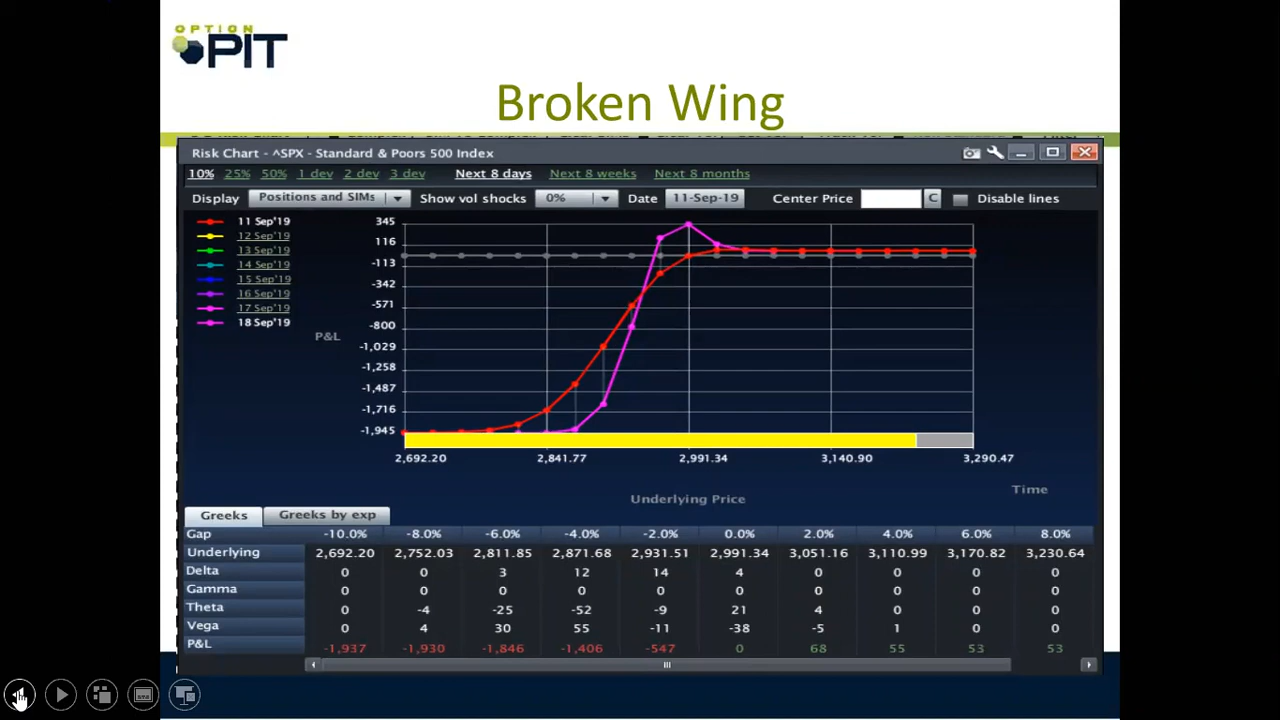 OPTION
PIT
Broken Wing
Risk Chart - ^SPX - Standard & Poors 500 Index
10% 25% 50% 1 dev 2 dev 3 dev Next 8 days Next 8 weeks Next 8 months
Display Positions and SIMs Show vol shocks 0% Date 11-Sep-19 Center Price C Disable lines
11 Sep'19
12 Sep'19
13 Sep'19
14 Sep'19
15 Sep'19
16 Sep'19
17 Sep'19
18 Sep'19
P&L
345
116
-113
-342
-571
-800
-1,029
-1,258
-1,487
-1,716
-1,945
2,692.20 2,841.77 2,991.34 3,140.90 3,290.47
Time
Underlying Price
Greeks Greeks by exp
Gap -10.0% -8.0% -6.0% -4.0% -2.0% 0.0% 2.0% 4.0% 6.0% 8.0%
Underlying 2,692.20 2,752.03 2,811.85 2,871.68 2,931.51 2,991.34 3,051.16 3,110.99 3,170.82 3,230.64
Delta 0 0 3 12 14 4 0 0 0 0
Gamma 0 0 0 0 0 0 0 0 0 0
Theta 0 -4 -25 -52 -9 21 4 0 0 0
Vega 0 4 30 55 -11 -38 -5 1 0 0
P&L -1,937 -1,930 -1,846 -1,406 -547 0 68 55 53 53